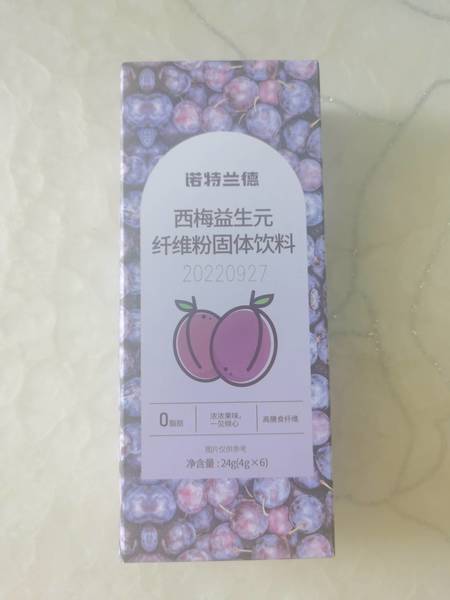 诺特兰德
西梅益生元
纤维粉固体饮料
20220927
0脂肪
浓浓果味，
一见倾心
高膳食纤维
图片仅供参考
净含量：24g(4g×6)